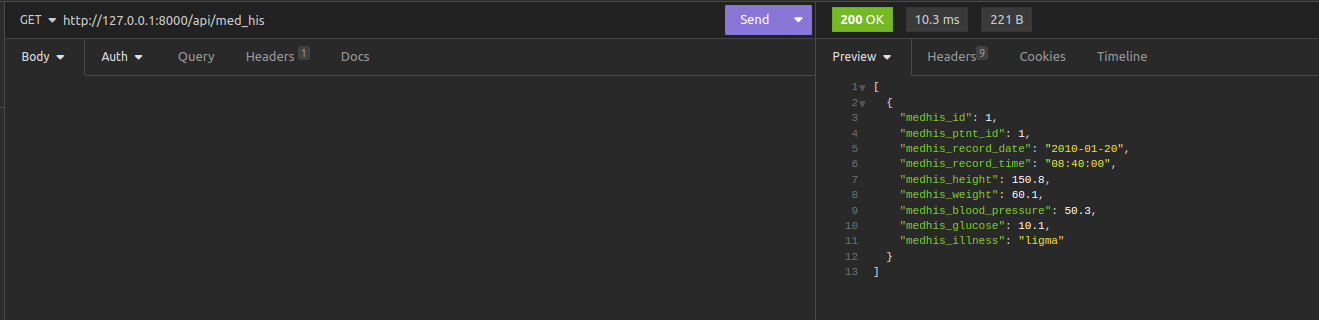 GET http://127.0.0.1:8000/api/med_his Send 200 OK 10.3 ms 221 B
Body Auth Query Headers 1 Docs Preview Headers 9 Cookies Timeline
1 [
2 {
3 "medhis_id": 1,
4 "medhis_ptnt_id": 1,
5 "medhis_record_date": "2010-01-20",
6 "medhis_record_time": "08:40:00",
7 "medhis_height": 150.8,
8 "medhis_weight": 60.1,
9 "medhis_blood_pressure": 50.3,
10 "medhis_glucose": 10.1,
11 "medhis_illness": "ligma"
12 }
13 ]